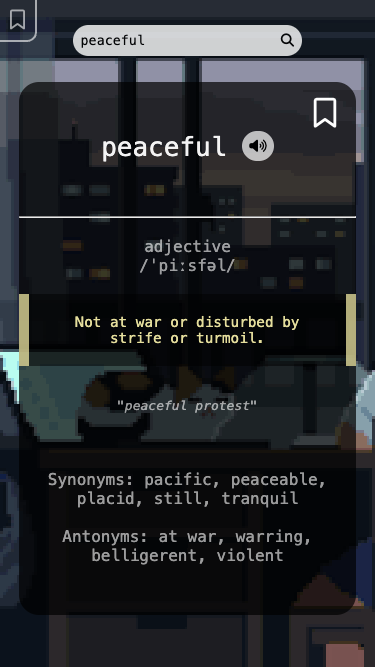 peaceful
peaceful
adjective
/ˈpiːsfəl/
Not at war or disturbed by
strife or turmoil.
"peaceful protest"
Synonyms: pacific, peaceable,
placid, still, tranquil
Antonyms: at war, warring,
belligerent, violent